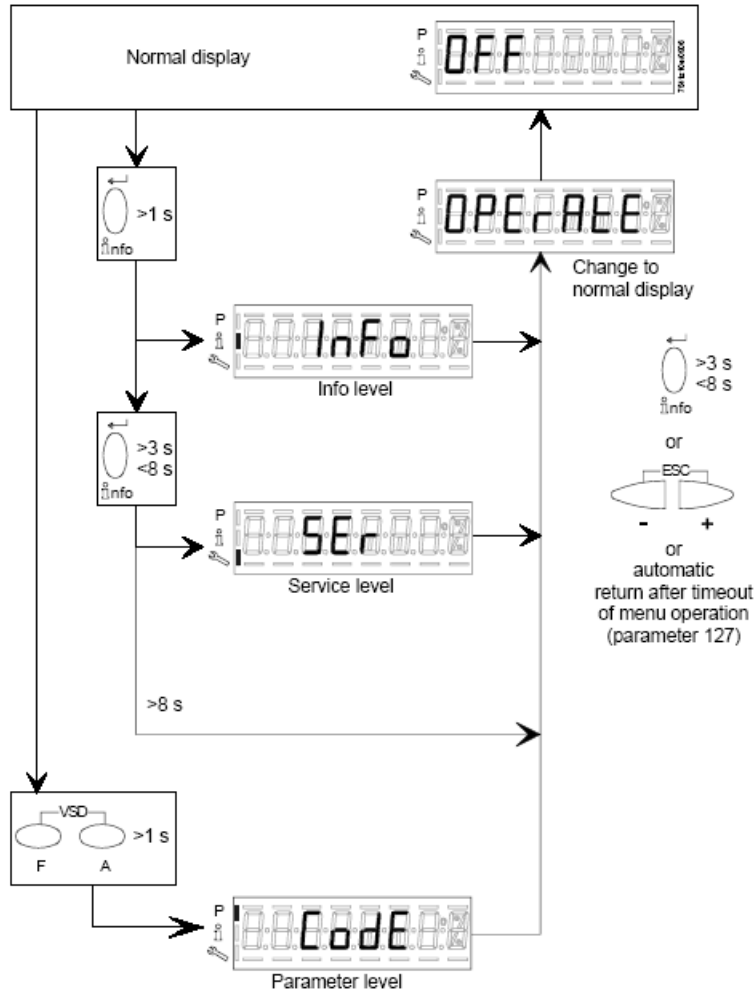 Normal display
P
OFF
>1 s
info
P
OPErAtE
Change to
normal display
P
InFo
Info level
>3 s
<8 s
info
>3 s
<8 s
info
or
ESC
- +
or
automatic
return after timeout
of menu operation
(parameter 127)
P
SEr
Service level
>8 s
VSD
>1 s
F A
P
CodE
Parameter level